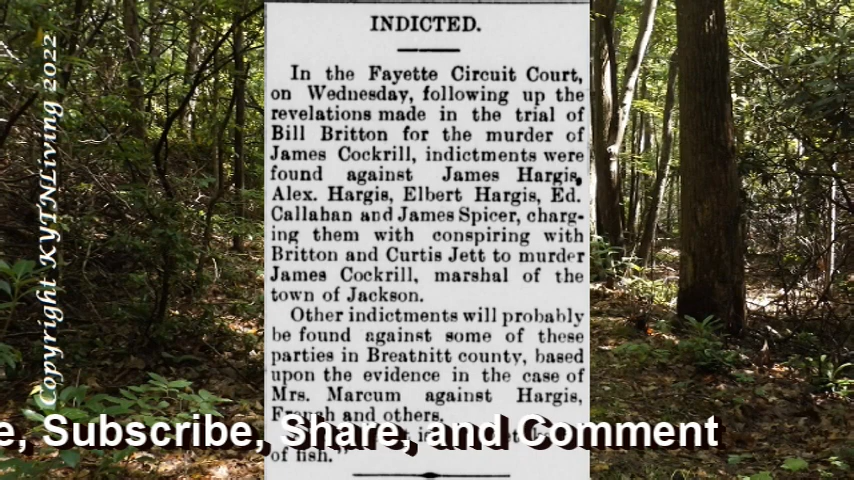 INDICTED.
In the Fayette Circuit Court,
on Wednesday, following up the
revelations made in the trial of
Bill Britton for the murder of
James Cockrill, indictments were
found against James Hargis,
Alex. Hargis, Elbert Hargis, Ed.
Callahan and James Spicer, charg-
ing them with conspiring with
Britton and Curtis Jett to murder
James Cockrill, marshal of the
town of Jackson.
Other indictments will probably
be found against some of these
parties in Breatnitt county, based
upon the evidence in the case of
Mrs. Marcum against Hargis,
French and others.
of fish."
Copyright KYTNLiving 2022
e, Subscribe, Share, and Comment